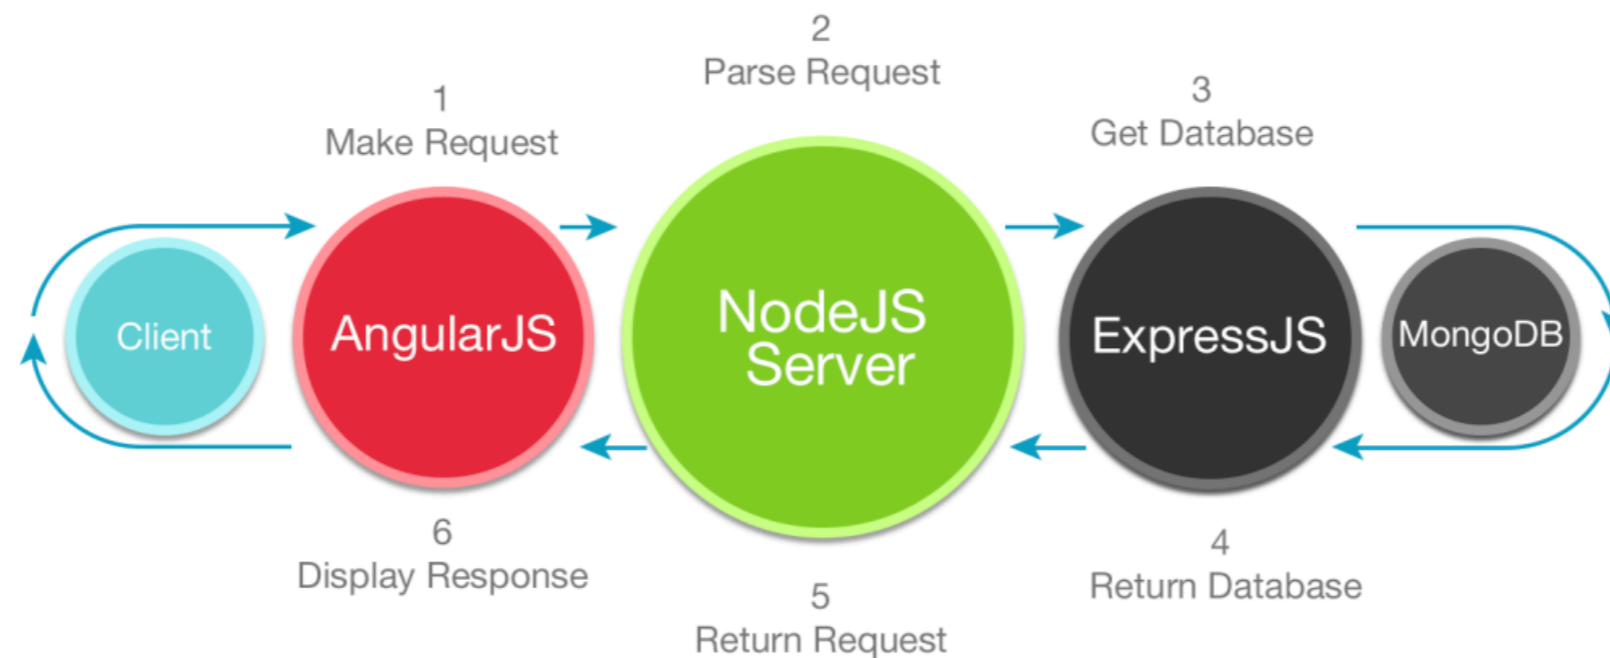 2
Parse Request
1
Make Request
3
Get Database
Client
AngularJS
NodeJS
Server
ExpressJS
MongoDB
6
Display Response
5
Return Request
4
Return Database